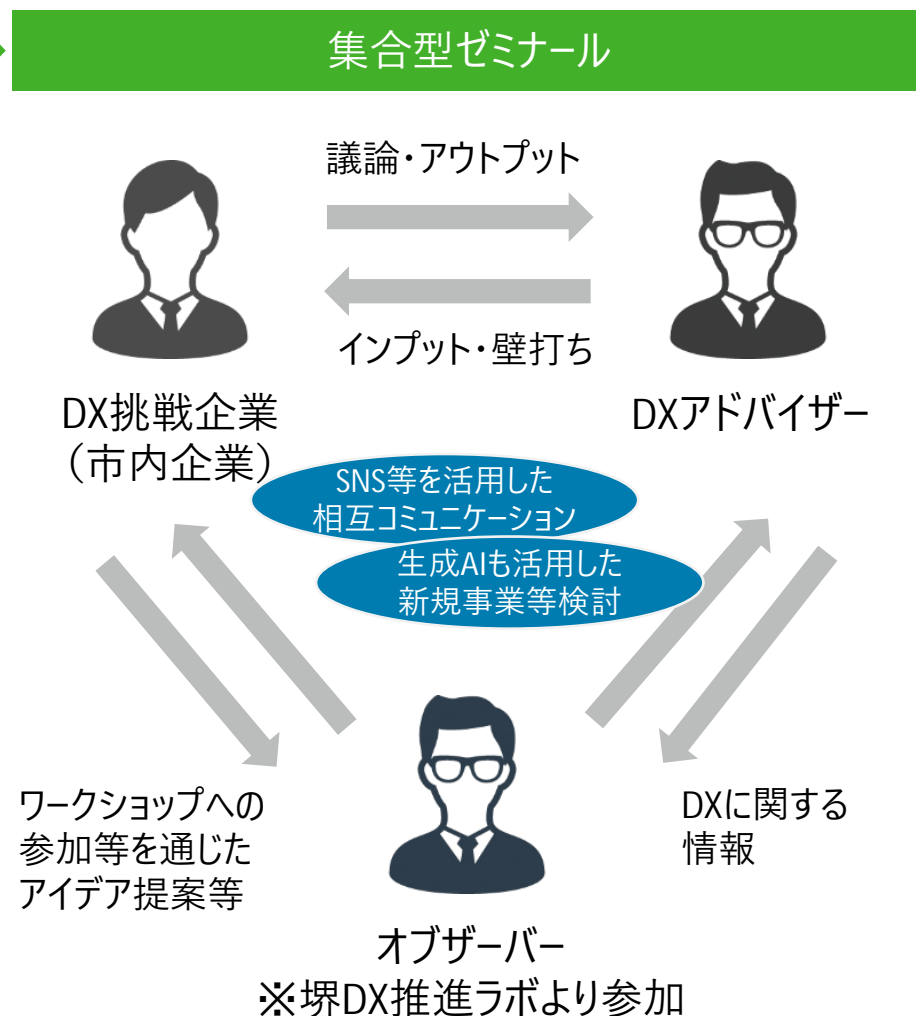 集合型ゼミナール
議論・アウトプット
インプット・壁打ち
DX挑戦企業
（市内企業）
DXアドバイザー
SNS等を活用した
相互コミュニケーション
生成AIも活用した
新規事業等検討
ワークショップへの
参加等を通じた
アイデア提案等
DXに関する
情報
オブザーバー
※堺DX推進ラボより参加